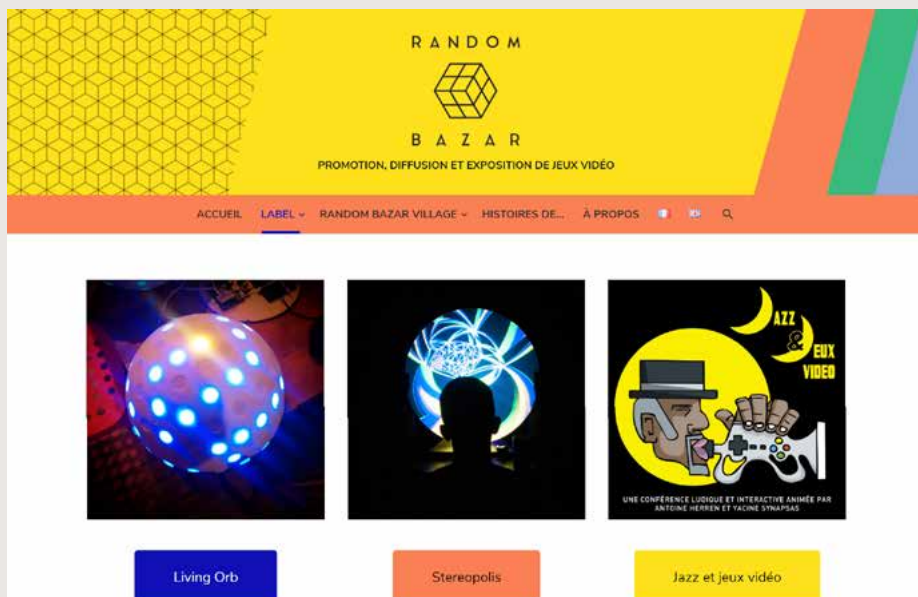 RANDOM
BAZAR
PROMOTION, DIFFUSION ET EXPOSITION DE JEUX VIDÉO
ACCUEIL LABEL RANDOM BAZAR VILLAGE HISTOIRES DE... À PROPOS
JAZZ
&
JEUX
VIDEO
UNE CONFÉRENCE LUDIQUE ET INTERACTIVE ANIMÉE PAR
ANTOINE HERREN ET YACINE SYNAPSAS
Living Orb
Stereopolis
Jazz et jeux vidéo